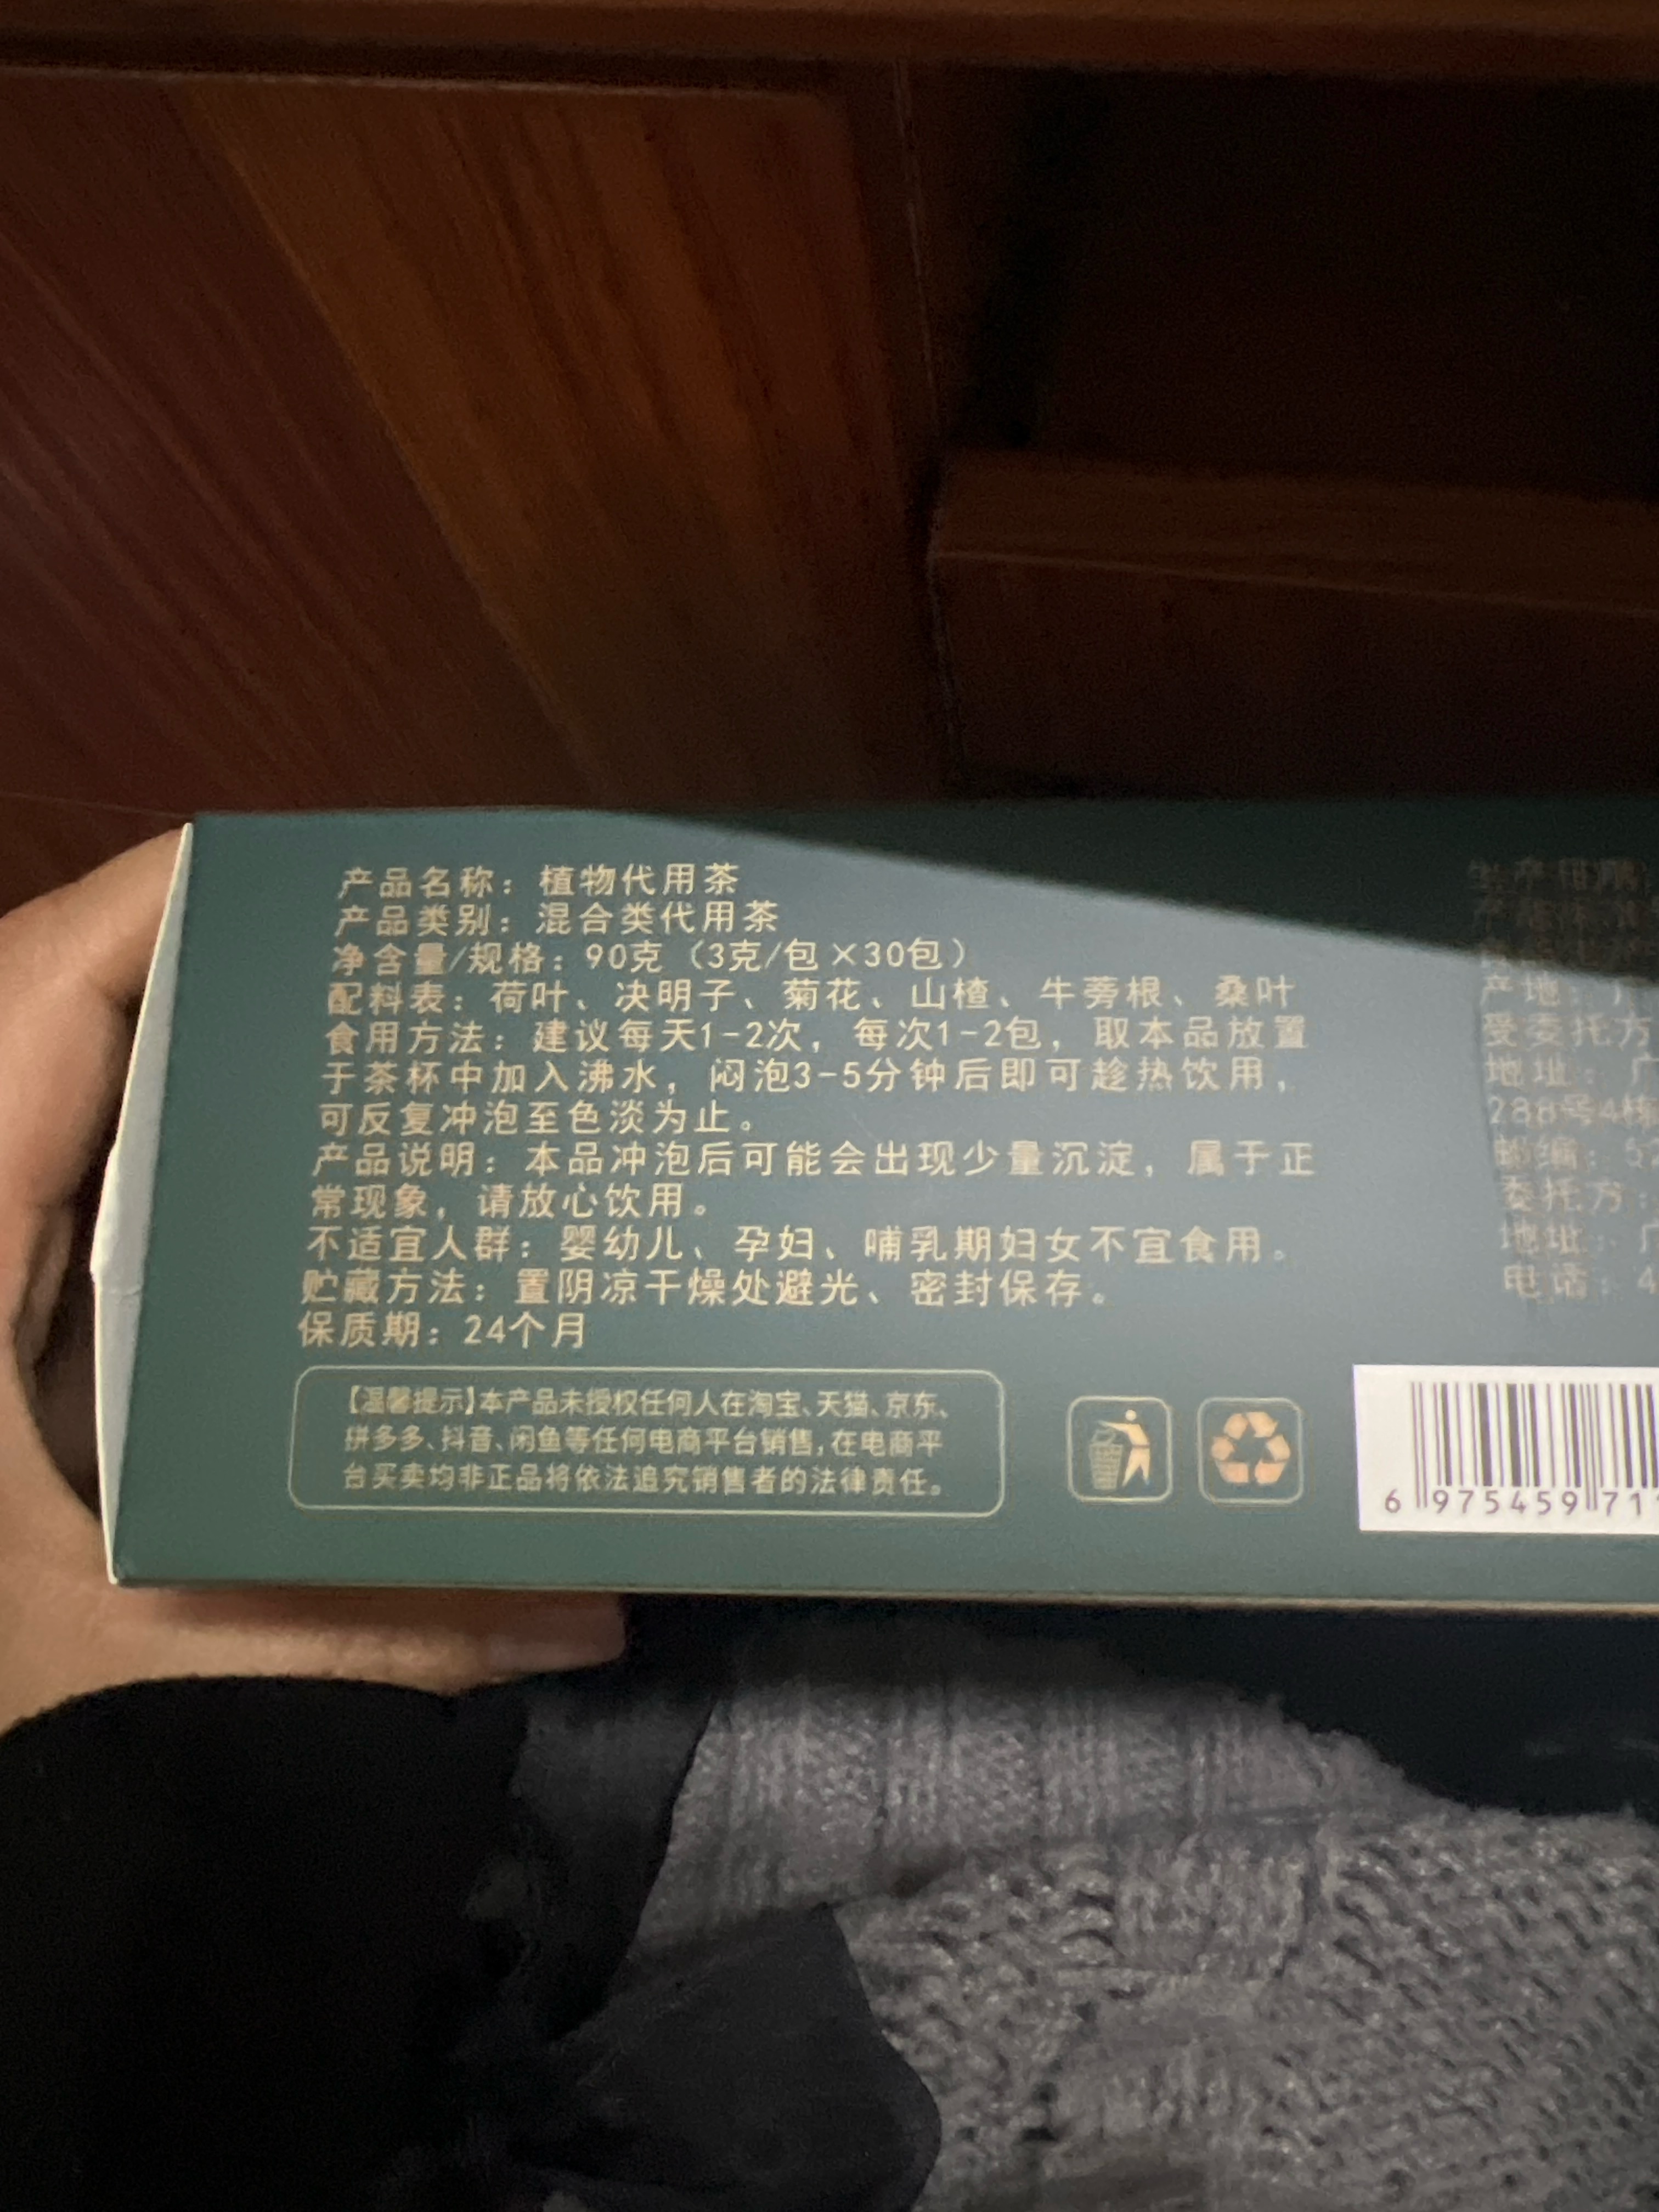 产品名称：植物代用茶
产品类别：混合类代用茶
净含量/规格：90克（3克/包×30包）
配料表：荷叶、决明子、菊花、山楂、牛蒡根、桑叶
食用方法：建议每天1-2次，每次1-2包，取本品放置
于茶杯中加入沸水，闷泡3-5分钟后即可趁热饮用，
可反复冲泡至色淡为止。
产品说明：本品冲泡后可能会出现少量沉淀，属于正
常现象，请放心饮用。
不适宜人群：婴幼儿、孕妇、哺乳期妇女不宜食用。
贮藏方法：置阴凉干燥处避光、密封保存。
保质期：24个月
【温馨提示】本产品未授权任何人在淘宝、天猫、京东、
拼多多、抖音、闲鱼等任何电商平台销售，在电商平
台买卖均非正品将依法追究销售者的法律责任。
产地：
受委托方
地址：广
288号4栋
邮编：52
委托方：
地址：广
电话：4
6 975459 71